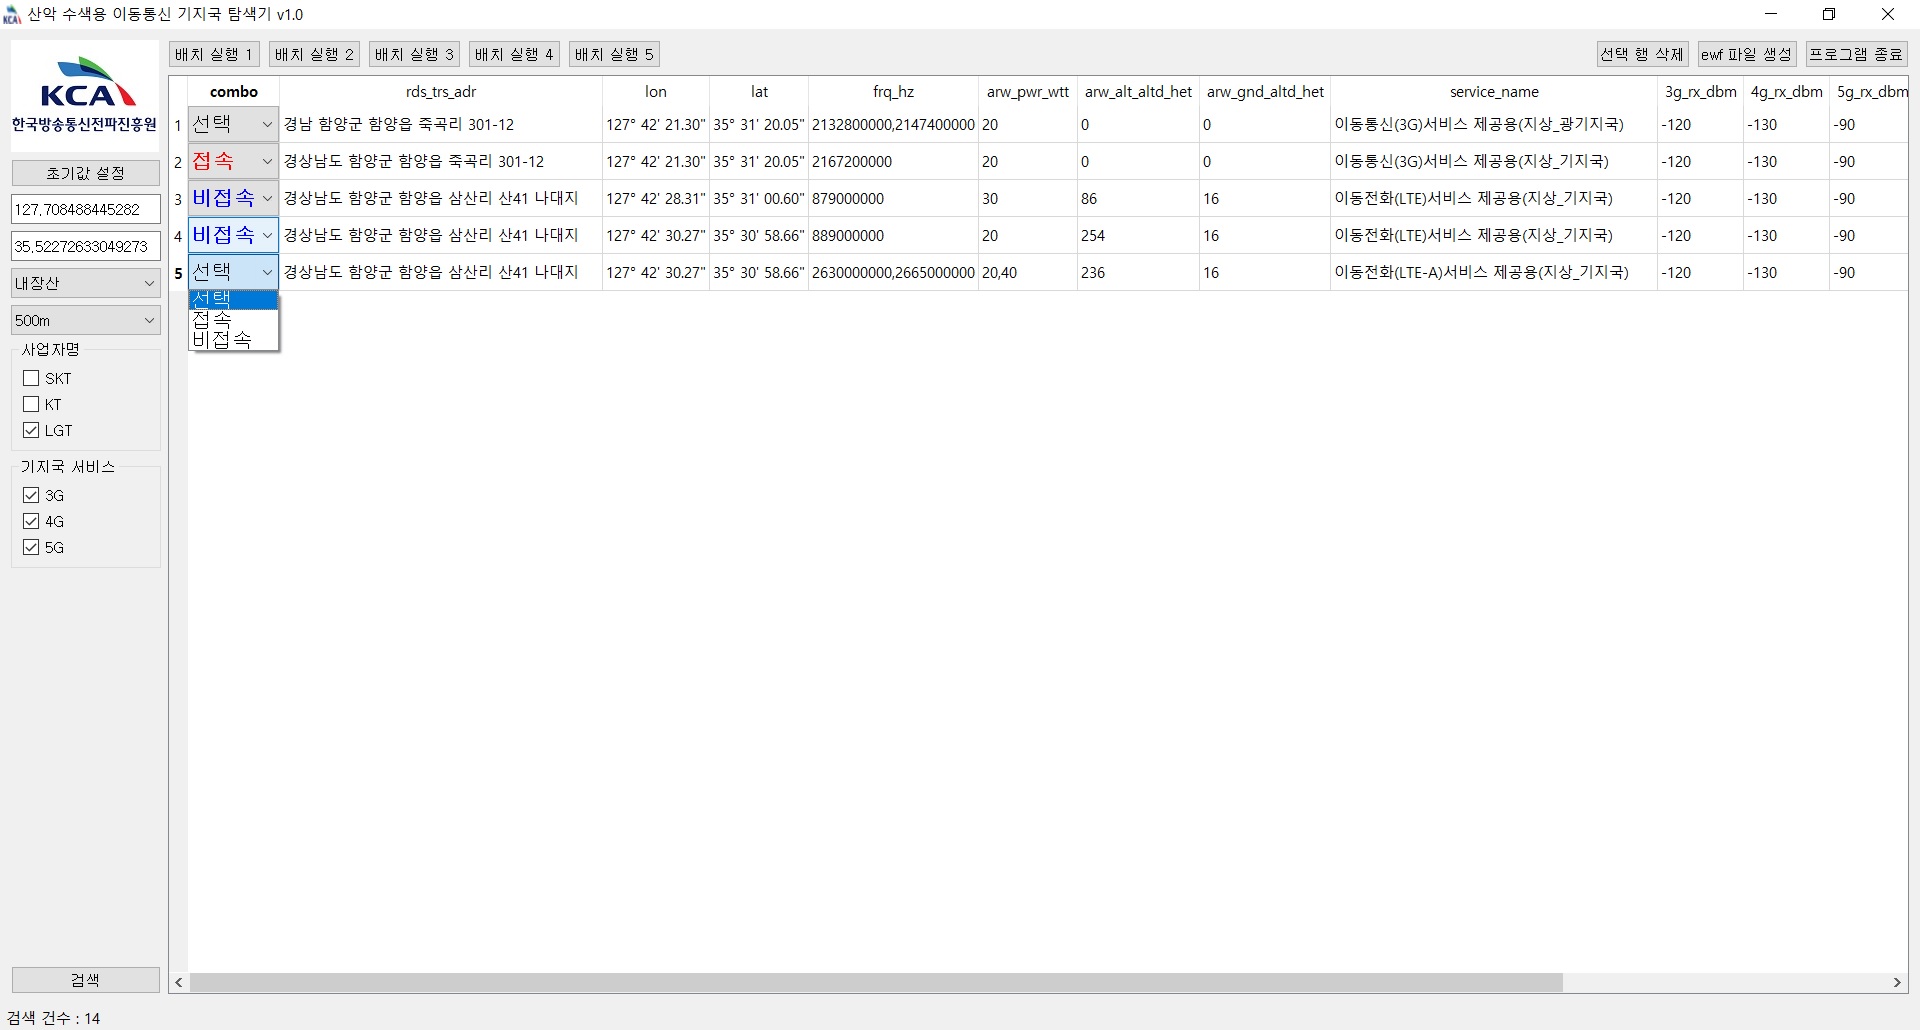 산악 수색용 이동통신 기지국 탐색기 v1.0
KCA
한국방송통신전파진흥원
배치 실행 1 배치 실행 2 배치 실행 3 배치 실행 4 배치 실행 5 선택 행 삭제 ewf 파일 생성 프로그램 종료
초기값 설정
127.708488445282
35.52272633049273
내장산
500m
사업자명
SKT
KT
LGT
기지국 서비스
3G
4G
5G
검색
combo rds_trs_adr lon lat frq_hz arw_pwr_wtt arw_alt_altd_het arw_gnd_altd_het service_name 3g_rx_dbm 4g_rx_dbm 5g_rx_dbm
1 선택 경남 함양군 함양읍 죽곡리 301-12 127° 42' 21.30" 35° 31' 20.05" 2132800000,2147400000 20 0 0 이동통신(3G)서비스 제공용(지상_광기지국) -120 -130 -90
2 접속 경상남도 함양군 함양읍 죽곡리 301-12 127° 42' 21.30" 35° 31' 20.05" 2167200000 20 0 0 이동통신(3G)서비스 제공용(지상_기지국) -120 -130 -90
3 비접속 경상남도 함양군 함양읍 삼산리 산41 나대지 127° 42' 28.31" 35° 31' 00.60" 879000000 30 86 16 이동전화(LTE)서비스 제공용(지상_기지국) -120 -130 -90
4 비접속 경상남도 함양군 함양읍 삼산리 산41 나대지 127° 42' 30.27" 35° 30' 58.66" 889000000 20 254 16 이동전화(LTE)서비스 제공용(지상_기지국) -120 -130 -90
5 선택 경상남도 함양군 함양읍 삼산리 산41 나대지 127° 42' 30.27" 35° 30' 58.66" 2630000000,2665000000 20,40 236 16 이동전화(LTE-A)서비스 제공용(지상_기지국) -120 -130 -90
선택
접속
비접속
검색 건수 : 14